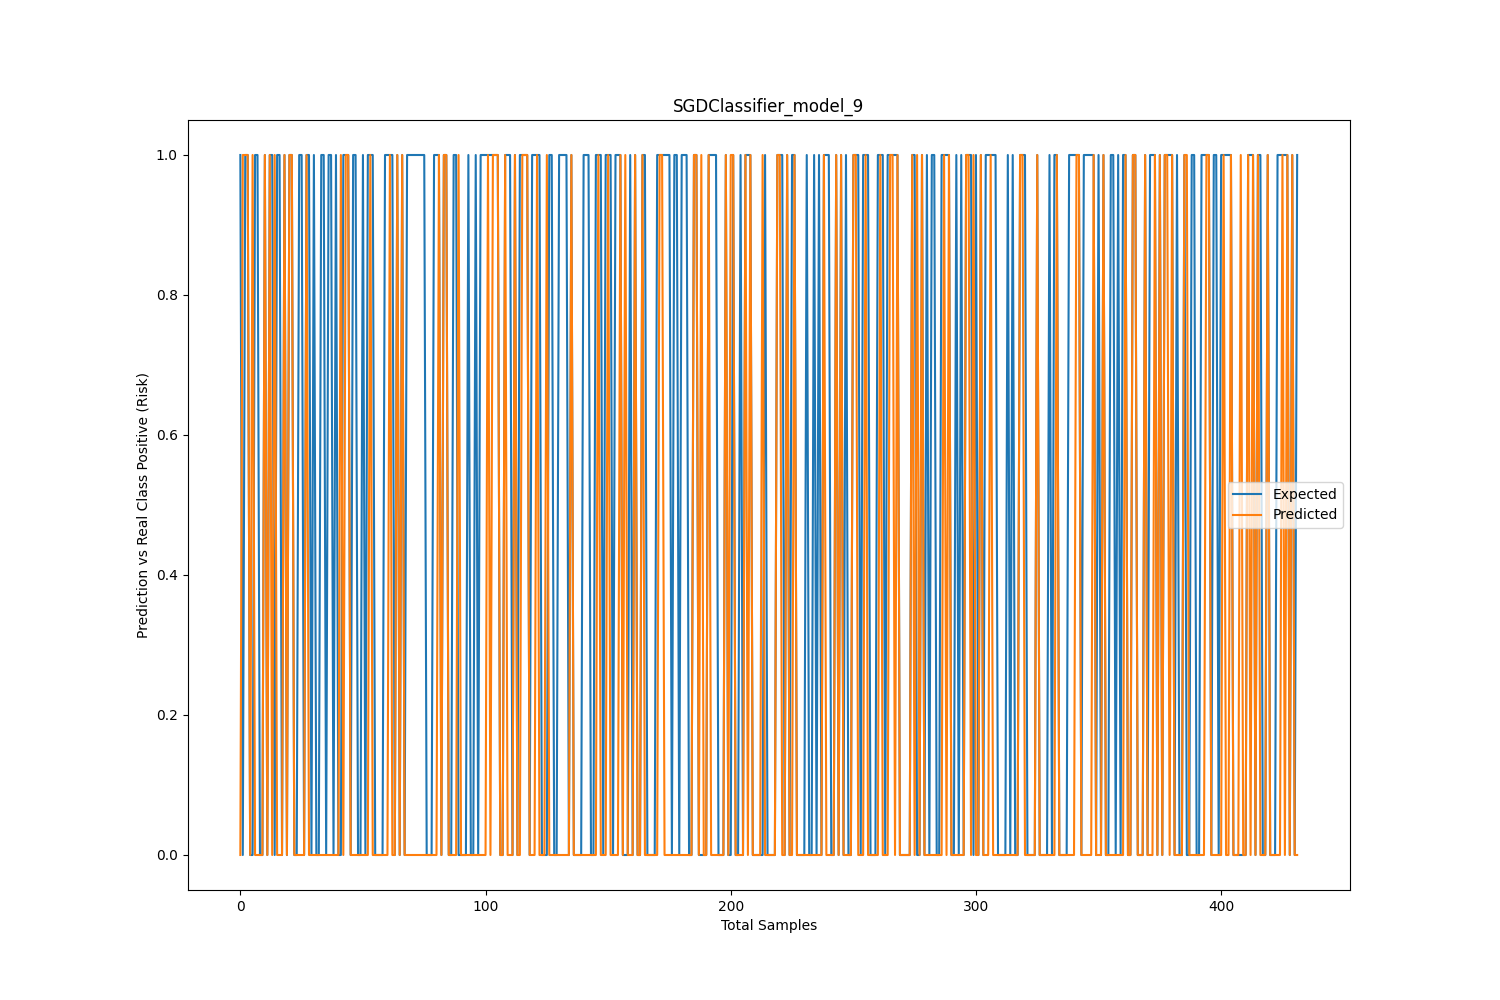 SGDClassifier_model_9
Prediction vs Real Class Positive (Risk)
1.0
0.8
0.6
0.4
0.2
0.0
Expected
Predicted
0 100 200 300 400
Total Samples